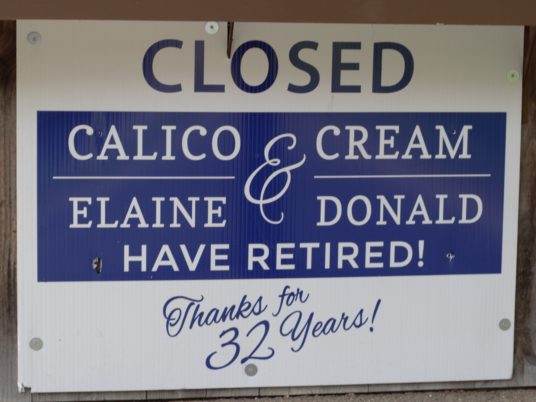 CLOSED
CALICO & CREAM
ELAINE & DONALD
HAVE RETIRED!
Thanks for
32 Years!